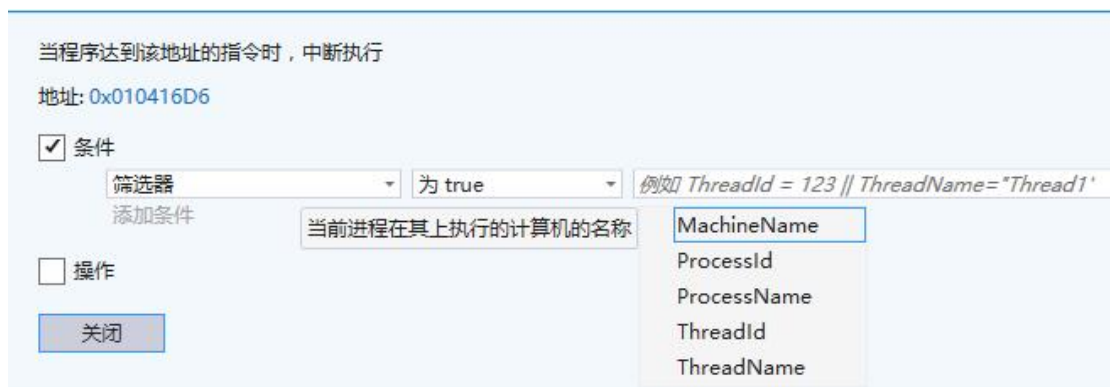 当程序达到该地址的指令时，中断执行
地址: 0x010416D6
条件
筛选器 为 true 例如 ThreadId = 123 || ThreadName="Thread1'
添加条件
当前进程在其上执行的计算机的名称
MachineName
ProcessId
ProcessName
ThreadId
ThreadName
操作
关闭